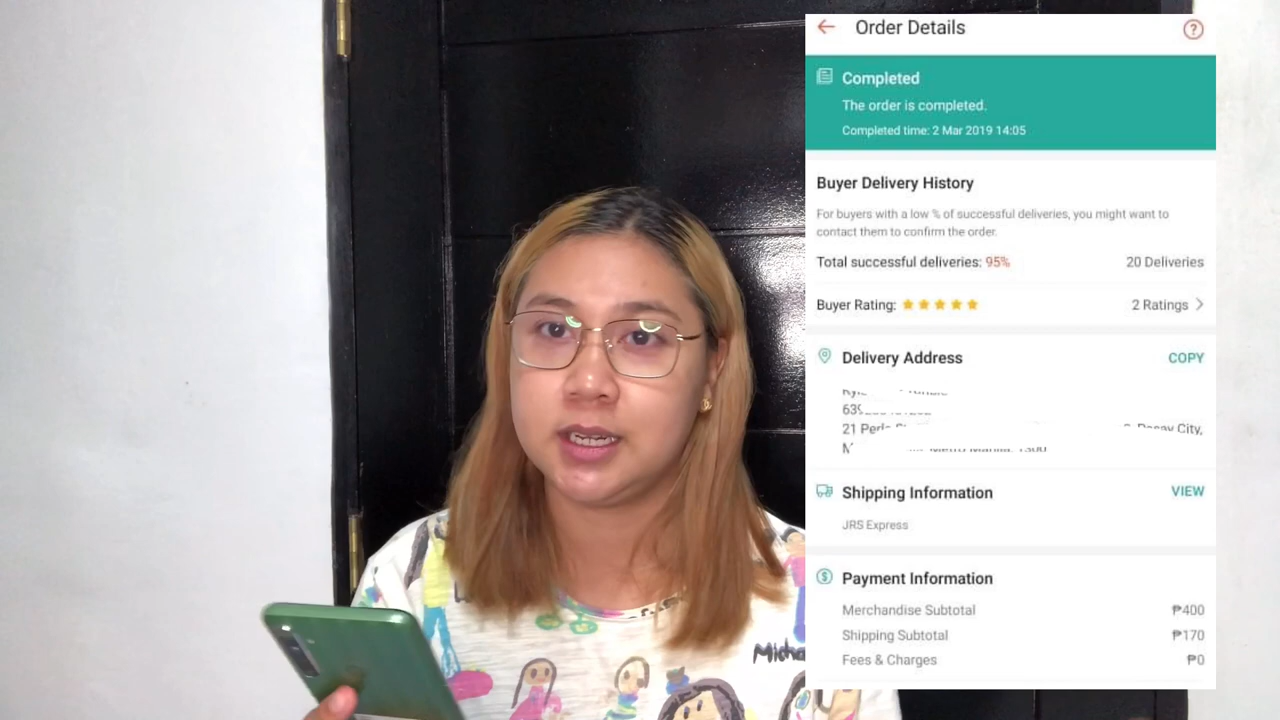 Order Details
?
Completed
The order is completed.
Completed time: 2 Mar 2019 14:05
Buyer Delivery History
For buyers with a low % of successful deliveries, you might want to
contact them to confirm the order.
Total successful deliveries: 95%
20 Deliveries
Buyer Rating:
2 Ratings
Delivery Address
COPY
21
City,
Shipping Information
VIEW
JRS Express
$
Payment Information
Merchandise Subtotal
₱400
Shipping Subtotal
₱170
Fees & Charges
₱0